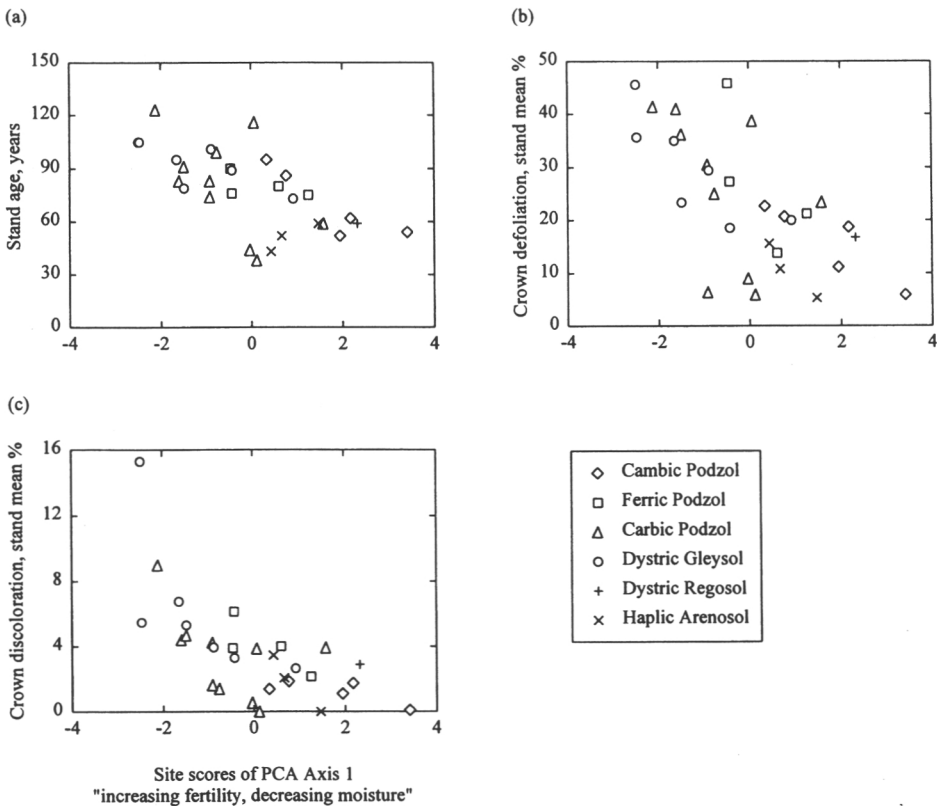 (a)
(b)
150
120
90
60
30
0
Stand age, years
-4
-2
0
2
4
50
40
30
20
10
0
Crown defoliation, stand mean %
-4
-2
0
2
4
(c)
16
12
8
4
0
Crown discoloration, stand mean %
-4
-2
0
2
4
Site scores of PCA Axis 1
"increasing fertility, decreasing moisture"
Cambic Podzol
Ferric Podzol
Carbic Podzol
Dystric Gleysol
Dystric Regosol
Haplic Arenosol